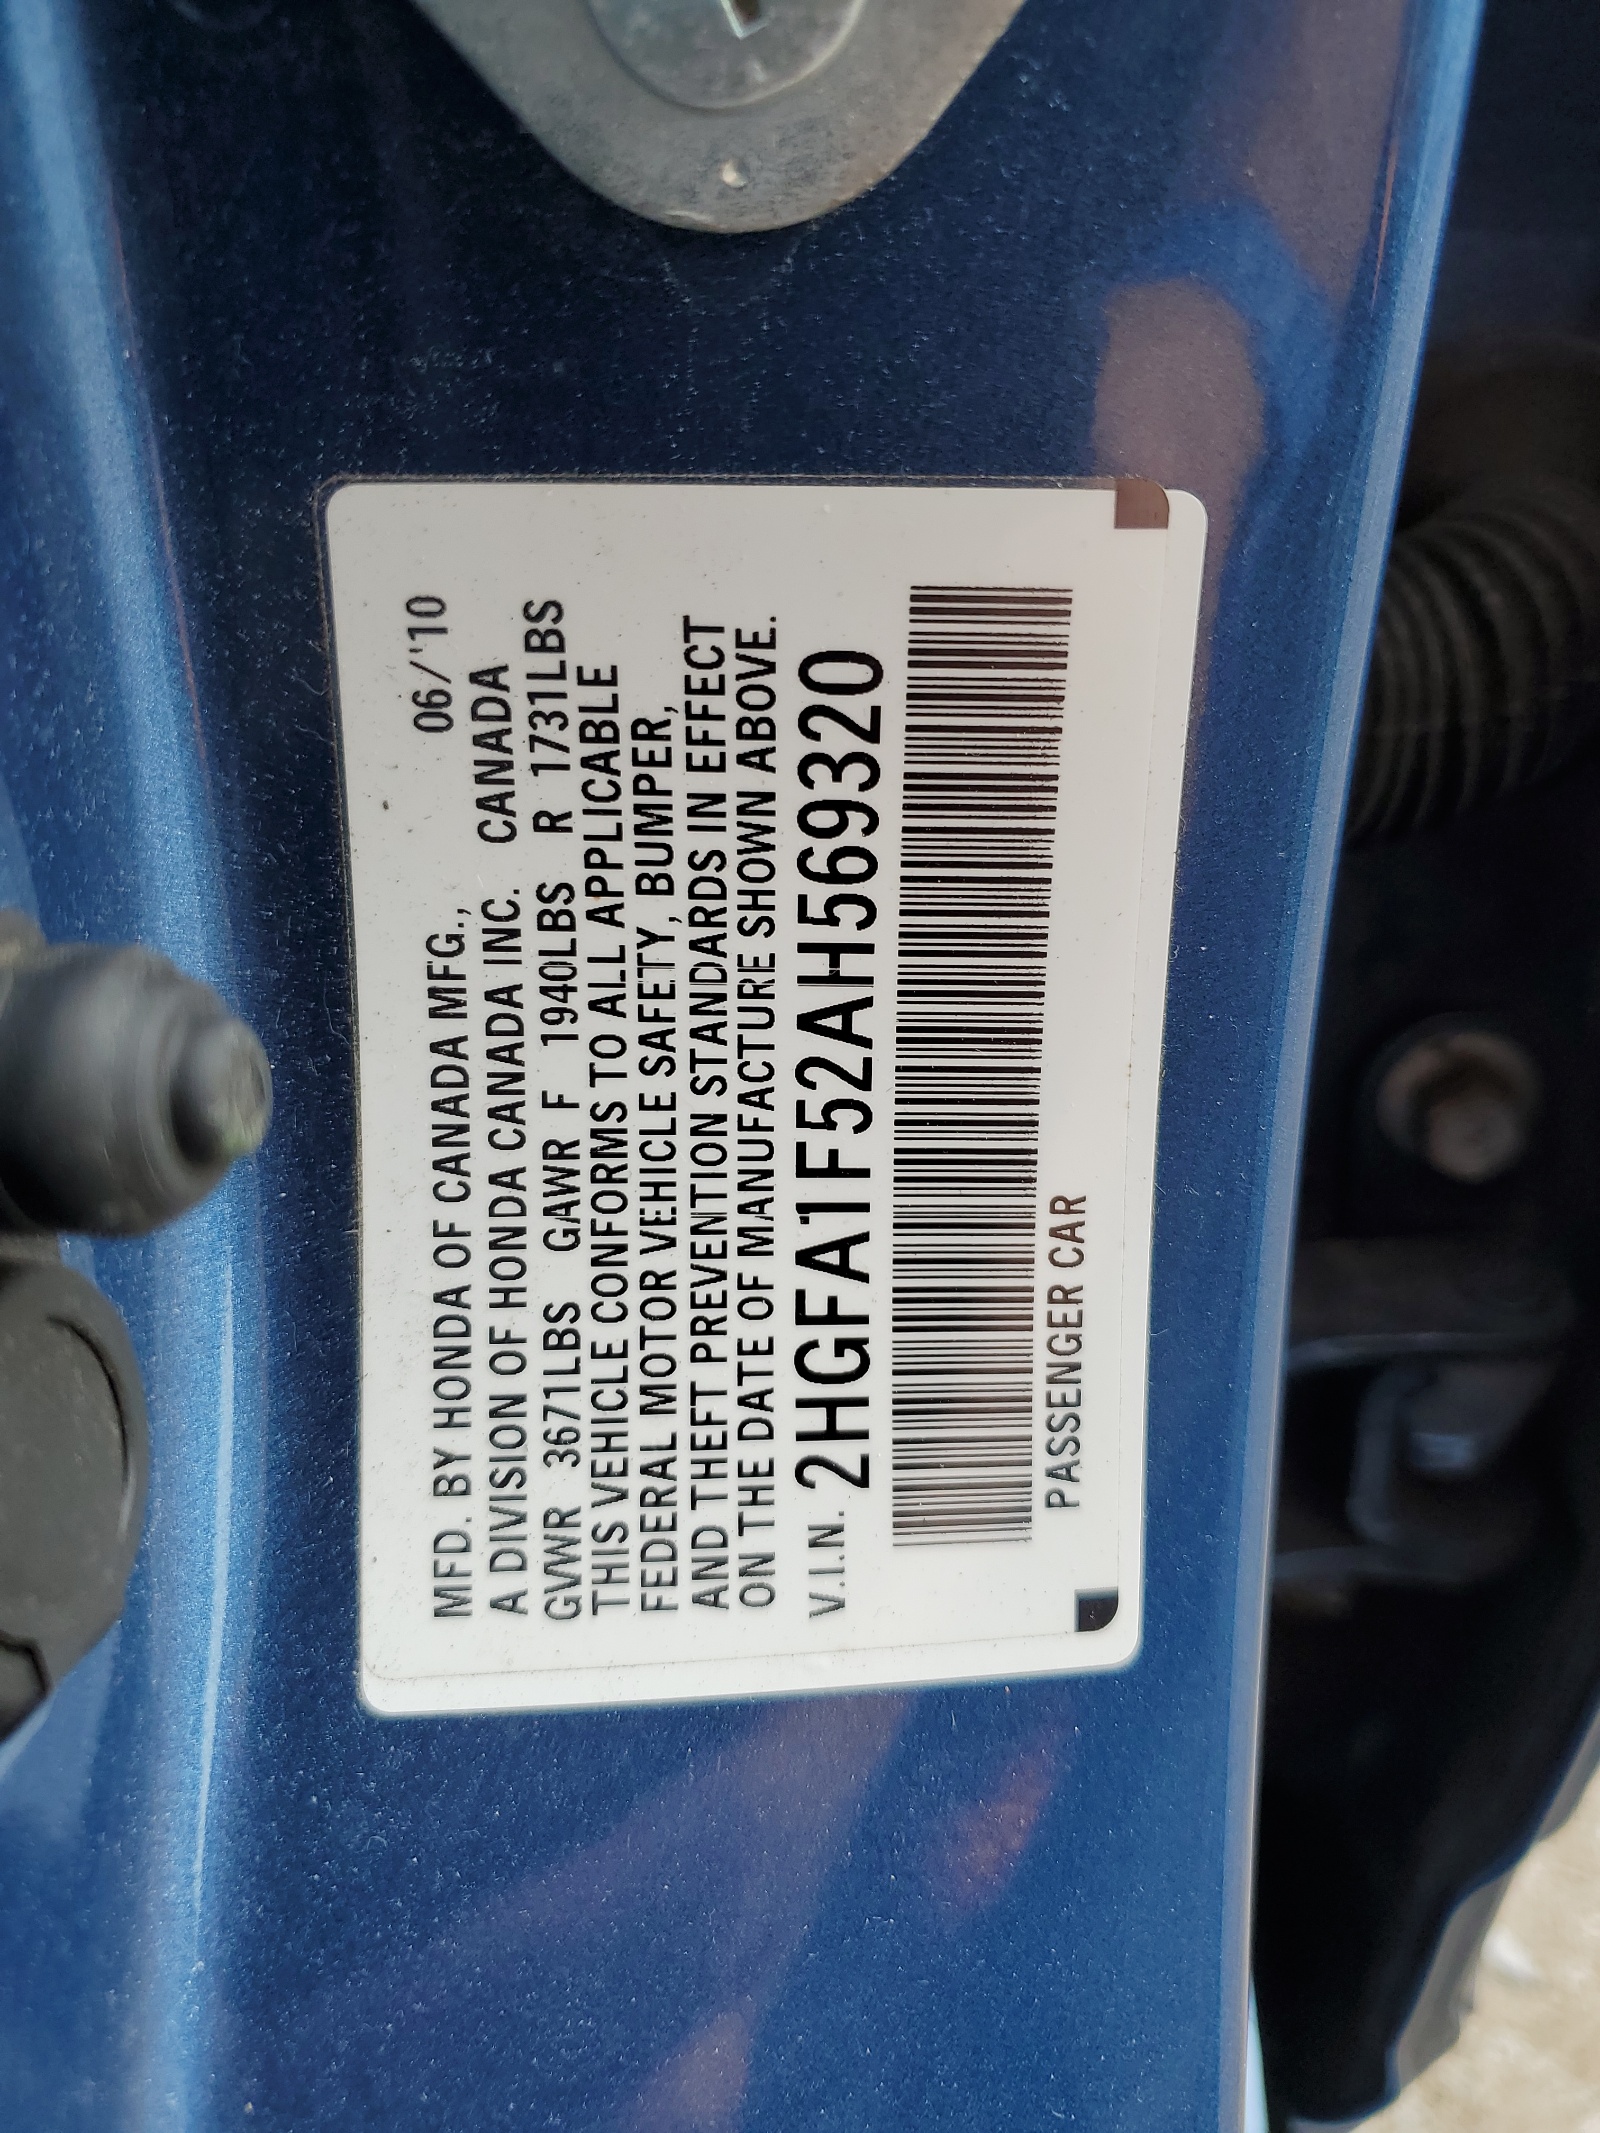 06/'10
MFD. BY HONDA OF CANADA MFG.,
A DIVISION OF HONDA CANADA INC. CANADA
GVWR 3671LBS GAWR F 1940LBS R 1731LBS
THIS VEHICLE CONFORMS TO ALL APPLICABLE
FEDERAL MOTOR VEHICLE SAFETY, BUMPER,
AND THEFT PREVENTION STANDARDS IN EFFECT
ON THE DATE OF MANUFACTURE SHOWN ABOVE.
V.I.N. 2HGFA1F52AH569320
PASSENGER CAR